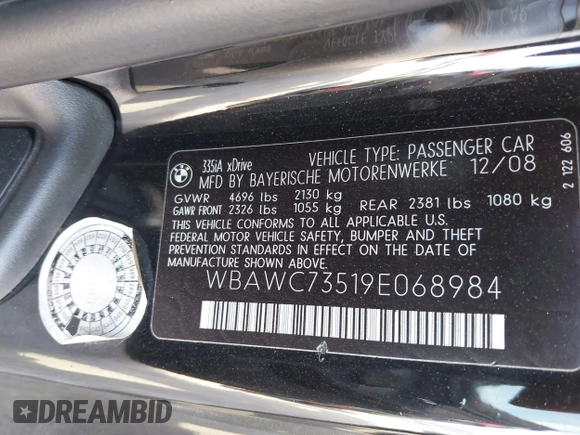 335iA xDrive
VEHICLE TYPE: PASSENGER CAR
MFD BY BAYERISCHE MOTORENWERKE 12/08
GVWR 4696 lbs 2130 kg
GAWR FRONT 2326 lbs 1055 kg REAR 2381 lbs 1080 kg
THIS VEHICLE CONFORMS TO ALL APPLICABLE U.S.
FEDERAL MOTOR VEHICLE SAFETY, BUMPER AND THEFT
PREVENTION STANDARDS IN EFFECT ON THE DATE OF
MANUFACTURE SHOWN ABOVE.
WBAWC73519E068984
2 122 606
DREAMBID